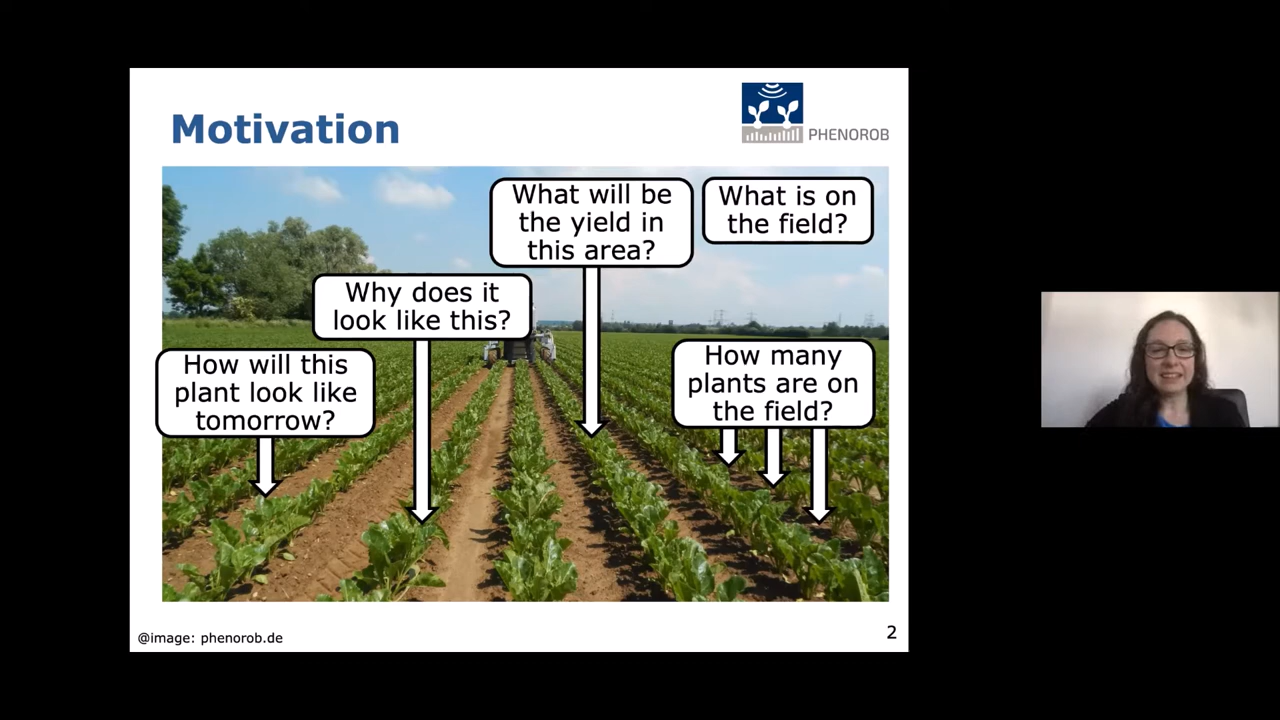 Motivation
PHENOROB
What will be
the yield in
this area?
What is on
the field?
Why does it
look like this?
How will this
plant look like
tomorrow?
How many
plants are on
the field?
@image: phenorob.de
2